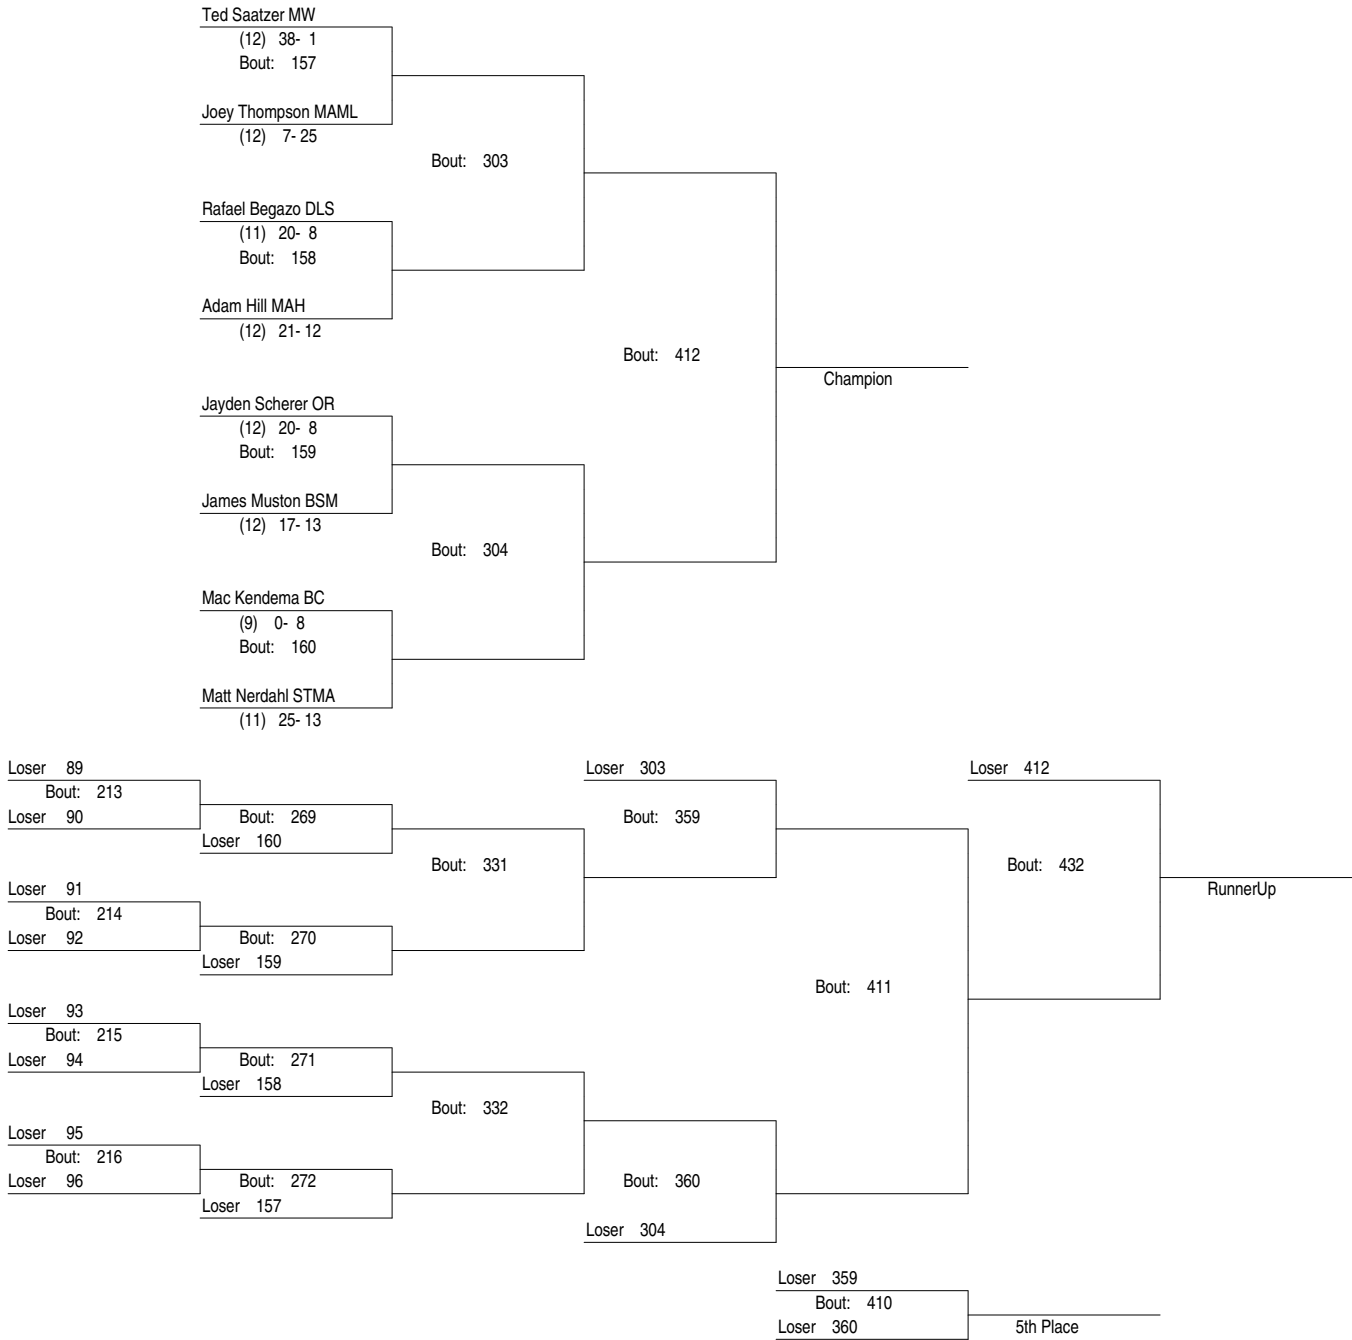 Ted Saatzer MW
(12) 38- 1
Bout: 157
Joey Thompson MAML
(12) 7- 25
Bout: 303
Rafael Begazo DLS
(11) 20- 8
Bout: 158
Adam Hill MAH
(12) 21- 12
Bout: 412
Champion
Jayden Scherer OR
(12) 20- 8
Bout: 159
James Muston BSM
(12) 17- 13
Bout: 304
Mac Kendema BC
(9) 0- 8
Bout: 160
Matt Nerdahl STMA
(11) 25- 13
Loser 89
Bout: 213
Loser 90
Bout: 269
Loser 160
Bout: 331
Loser 91
Bout: 214
Loser 92
Bout: 270
Loser 159
Loser 303
Bout: 359
Loser 412
Bout: 432
RunnerUp
Bout: 411
Loser 93
Bout: 215
Loser 94
Bout: 271
Loser 158
Bout: 332
Loser 95
Bout: 216
Loser 96
Bout: 272
Loser 157
Bout: 360
Loser 304
Loser 359
Bout: 410
Loser 360
5th Place